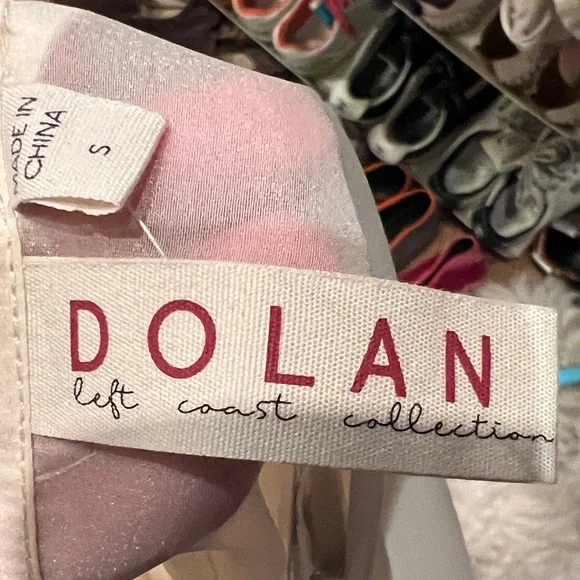 MADE IN
CHINA
S
DOLAN
left coast collection